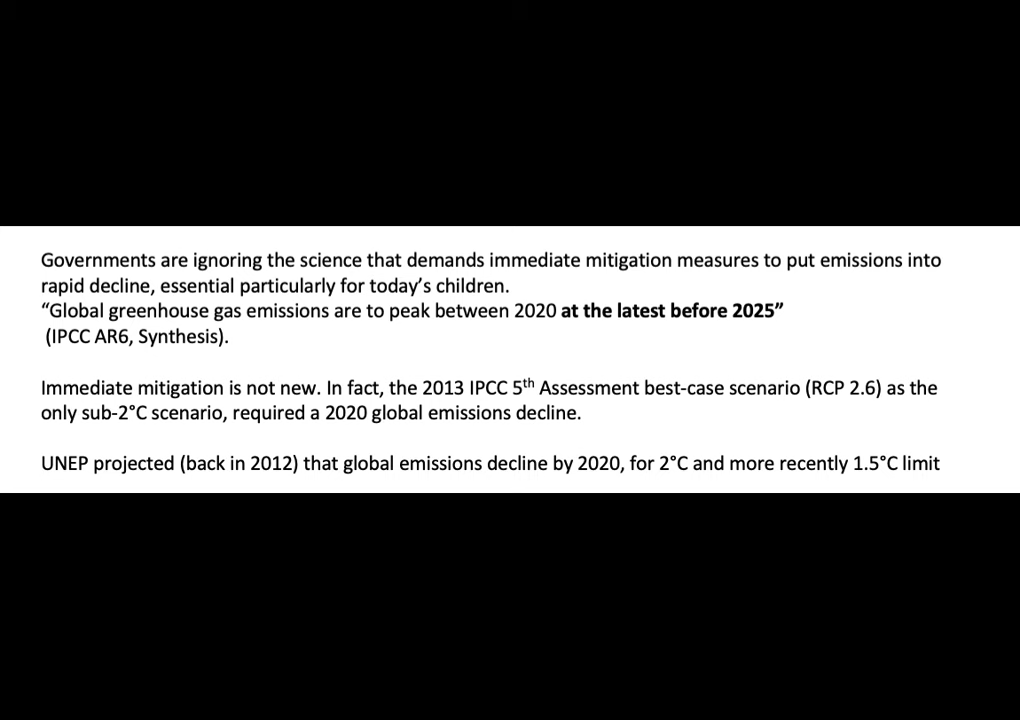 Governments are ignoring the science that demands immediate mitigation measures to put emissions into
rapid decline, essential particularly for today’s children.
“Global greenhouse gas emissions are to peak between 2020 at the latest before 2025”
(IPCC AR6, Synthesis).
Immediate mitigation is not new. In fact, the 2013 IPCC 5th Assessment best-case scenario (RCP 2.6) as the
only sub-2°C scenario, required a 2020 global emissions decline.
UNEP projected (back in 2012) that global emissions decline by 2020, for 2°C and more recently 1.5°C limit